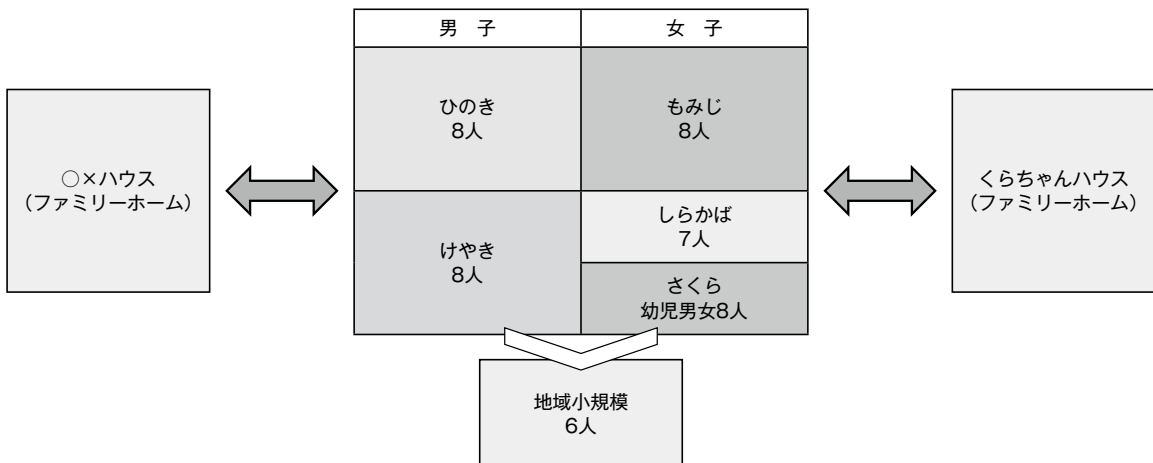 男　子
女　子
ひのき
8人
もみじ
8人
○×ハウス
（ファミリーホーム）
くらちゃんハウス
（ファミリーホーム）
けやき
8人
しらかば
7人
さくら
幼児男女8人
地域小規模
6人